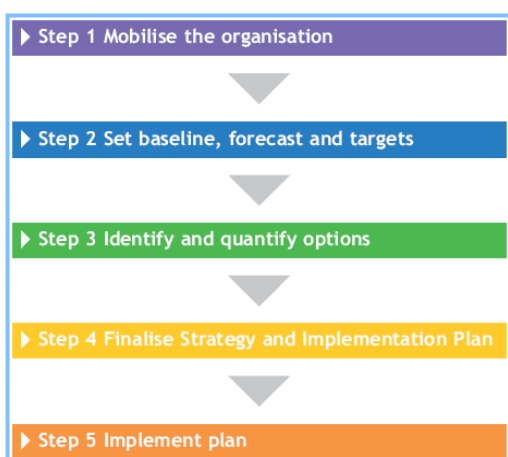 Step 1 Mobilise the organisation
Step 2 Set baseline, forecast and targets
Step 3 Identify and quantify options
Step 4 Finalise Strategy and Implementation Plan
Step 5 Implement plan